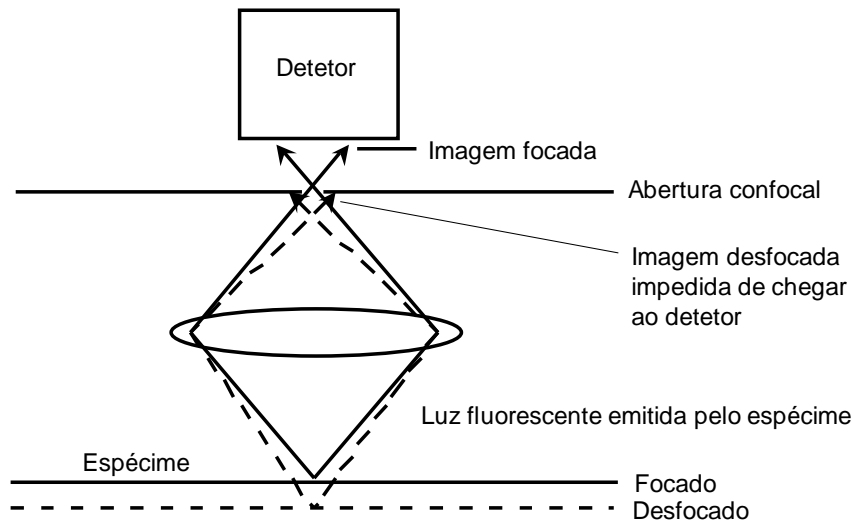 Detetor
Imagem focada
Abertura confocal
Imagem desfocada
impedida de chegar
ao detetor
Luz fluorescente emitida pelo espécime
Espécime
Focado
Desfocado